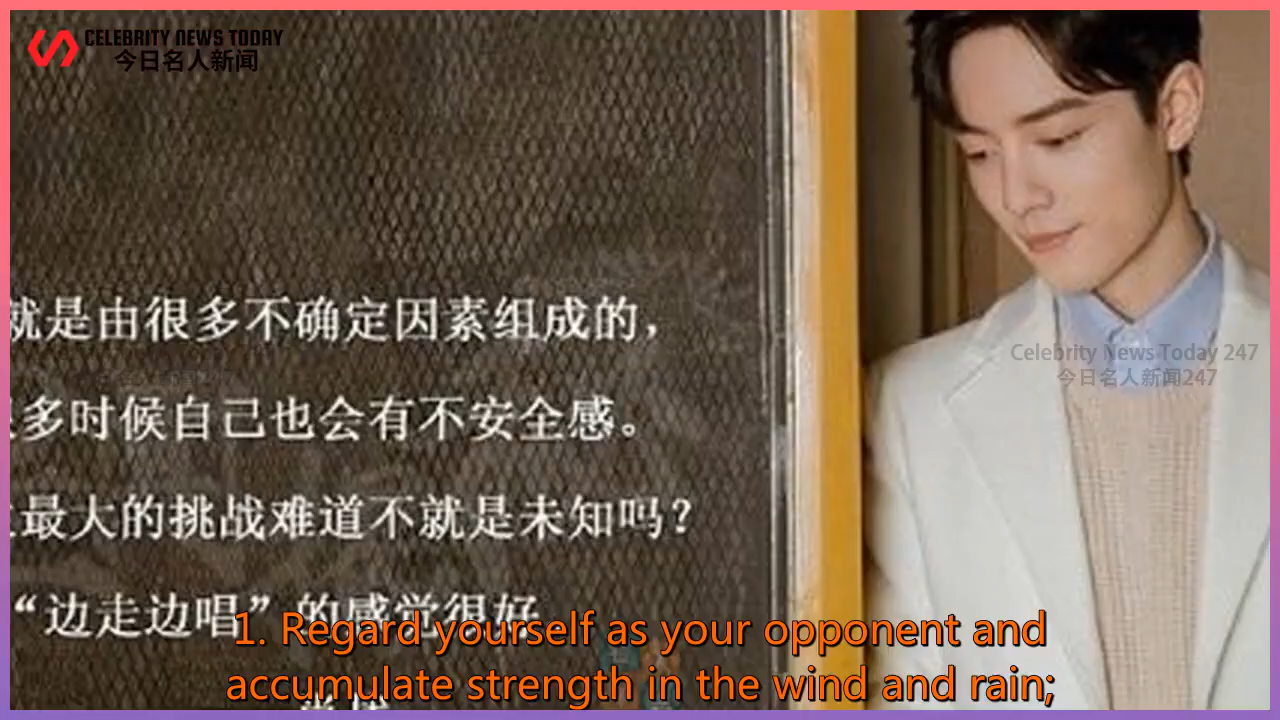 CELEBRITY NEWS TODAY
今日名人新闻
就是由很多不确定因素组成的，
Celebrity News Today 247
今日名人新闻247
多时候自己也会有不安全感。
最大的挑战难道不就是未知吗？
“边走边唱”的感觉很好
1. Regard yourself as your opponent and
accumulate strength in the wind and rain;